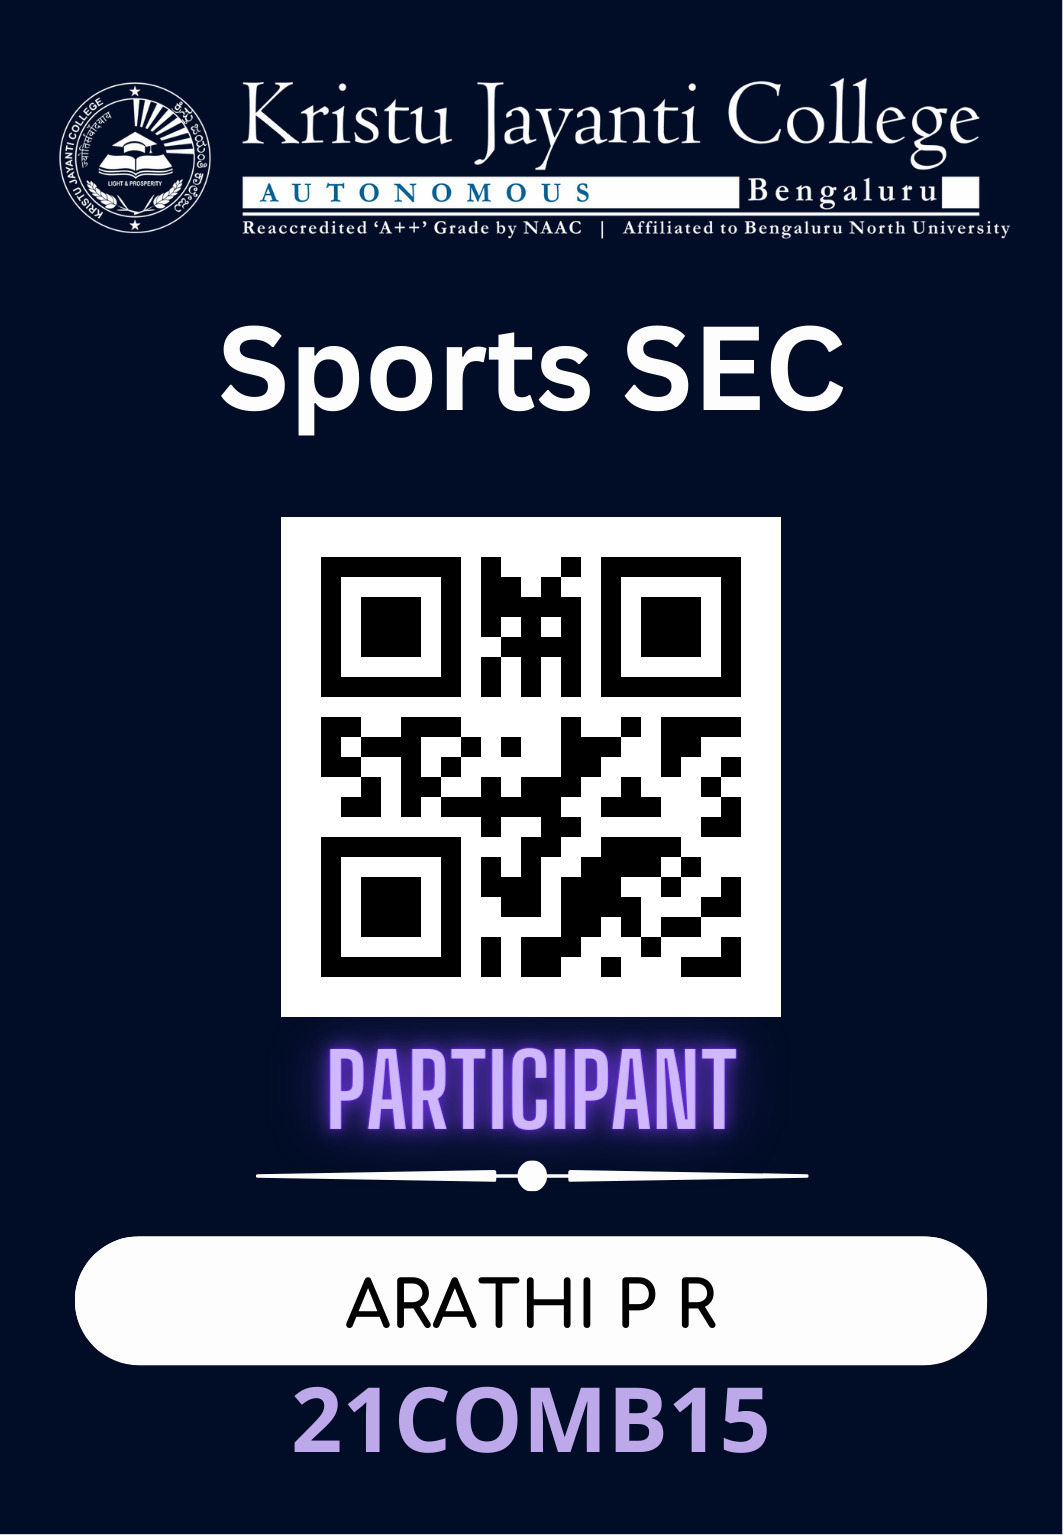 KRISTU JAYANTI COLLEGE
ज्योतिसंवादयाय
LIGHT & PROSPERITY
Kristu Jayanti College
AUTONOMOUS Bengaluru
Reaccredited ‘A++’ Grade by NAAC | Affiliated to Bengaluru North University
Sports SEC
PARTICIPANT
ARATHI P R
21COMB15